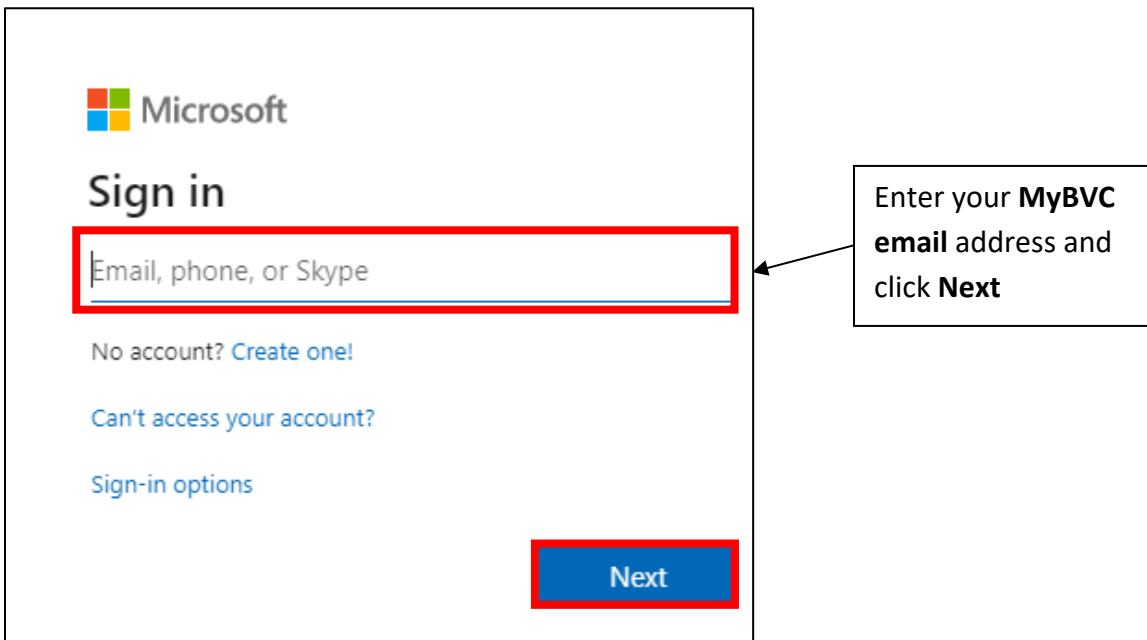 Microsoft
Sign in
Email, phone, or Skype
No account? Create one!
Can't access your account?
Sign-in options
Next
Enter your MyBVC
email address and
click Next